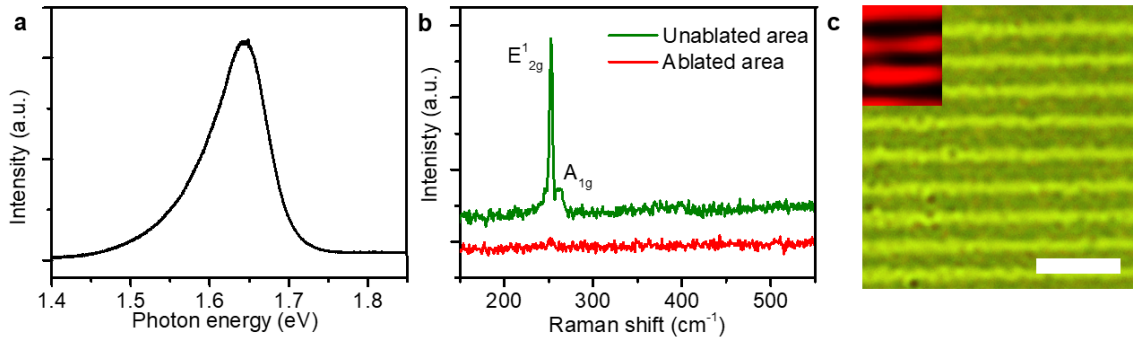 a
Intensity (a.u.)
1.4 1.5 1.6 1.7 1.8
Photon energy (eV)
b
Intenisty (a.u.)
Unablated area
Ablated area
E¹₂g
A₁g
200 300 400 500
Raman shift (cm⁻¹)
c